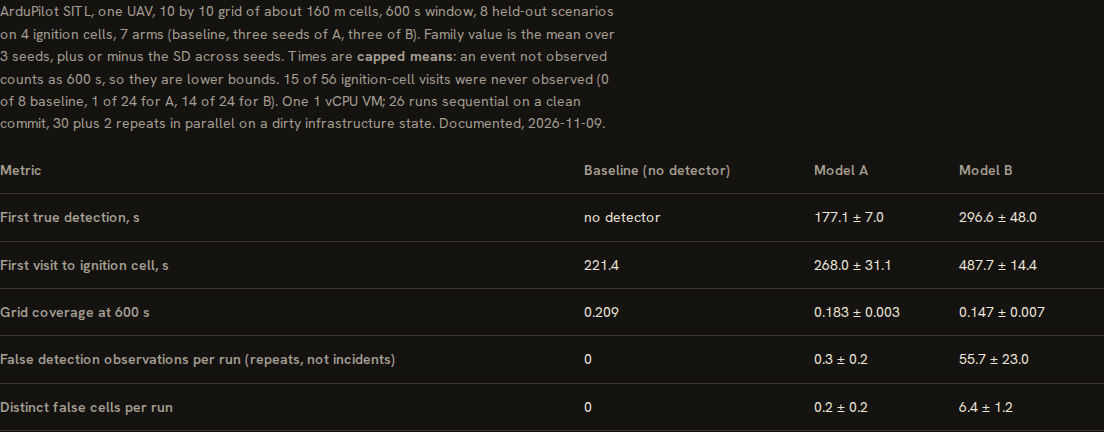 ArduPilot SITL, one UAV, 10 by 10 grid of about 160 m cells, 600 s window, 8 held-out scenarios
on 4 ignition cells, 7 arms (baseline, three seeds of A, three of B). Family value is the mean over
3 seeds, plus or minus the SD across seeds. Times are capped means: an event not observed
counts as 600 s, so they are lower bounds. 15 of 56 ignition-cell visits were never observed (0
of 8 baseline, 1 of 24 for A, 14 of 24 for B). One 1 vCPU VM; 26 runs sequential on a clean
commit, 30 plus 2 repeats in parallel on a dirty infrastructure state. Documented, 2026-11-09.
Metric Baseline (no detector) Model A Model B
First true detection, s no detector 177.1 ± 7.0 296.6 ± 48.0
First visit to ignition cell, s 221.4 268.0 ± 31.1 487.7 ± 14.4
Grid coverage at 600 s 0.209 0.183 ± 0.003 0.147 ± 0.007
False detection observations per run (repeats, not incidents) 0 0.3 ± 0.2 55.7 ± 23.0
Distinct false cells per run 0 0.2 ± 0.2 6.4 ± 1.2